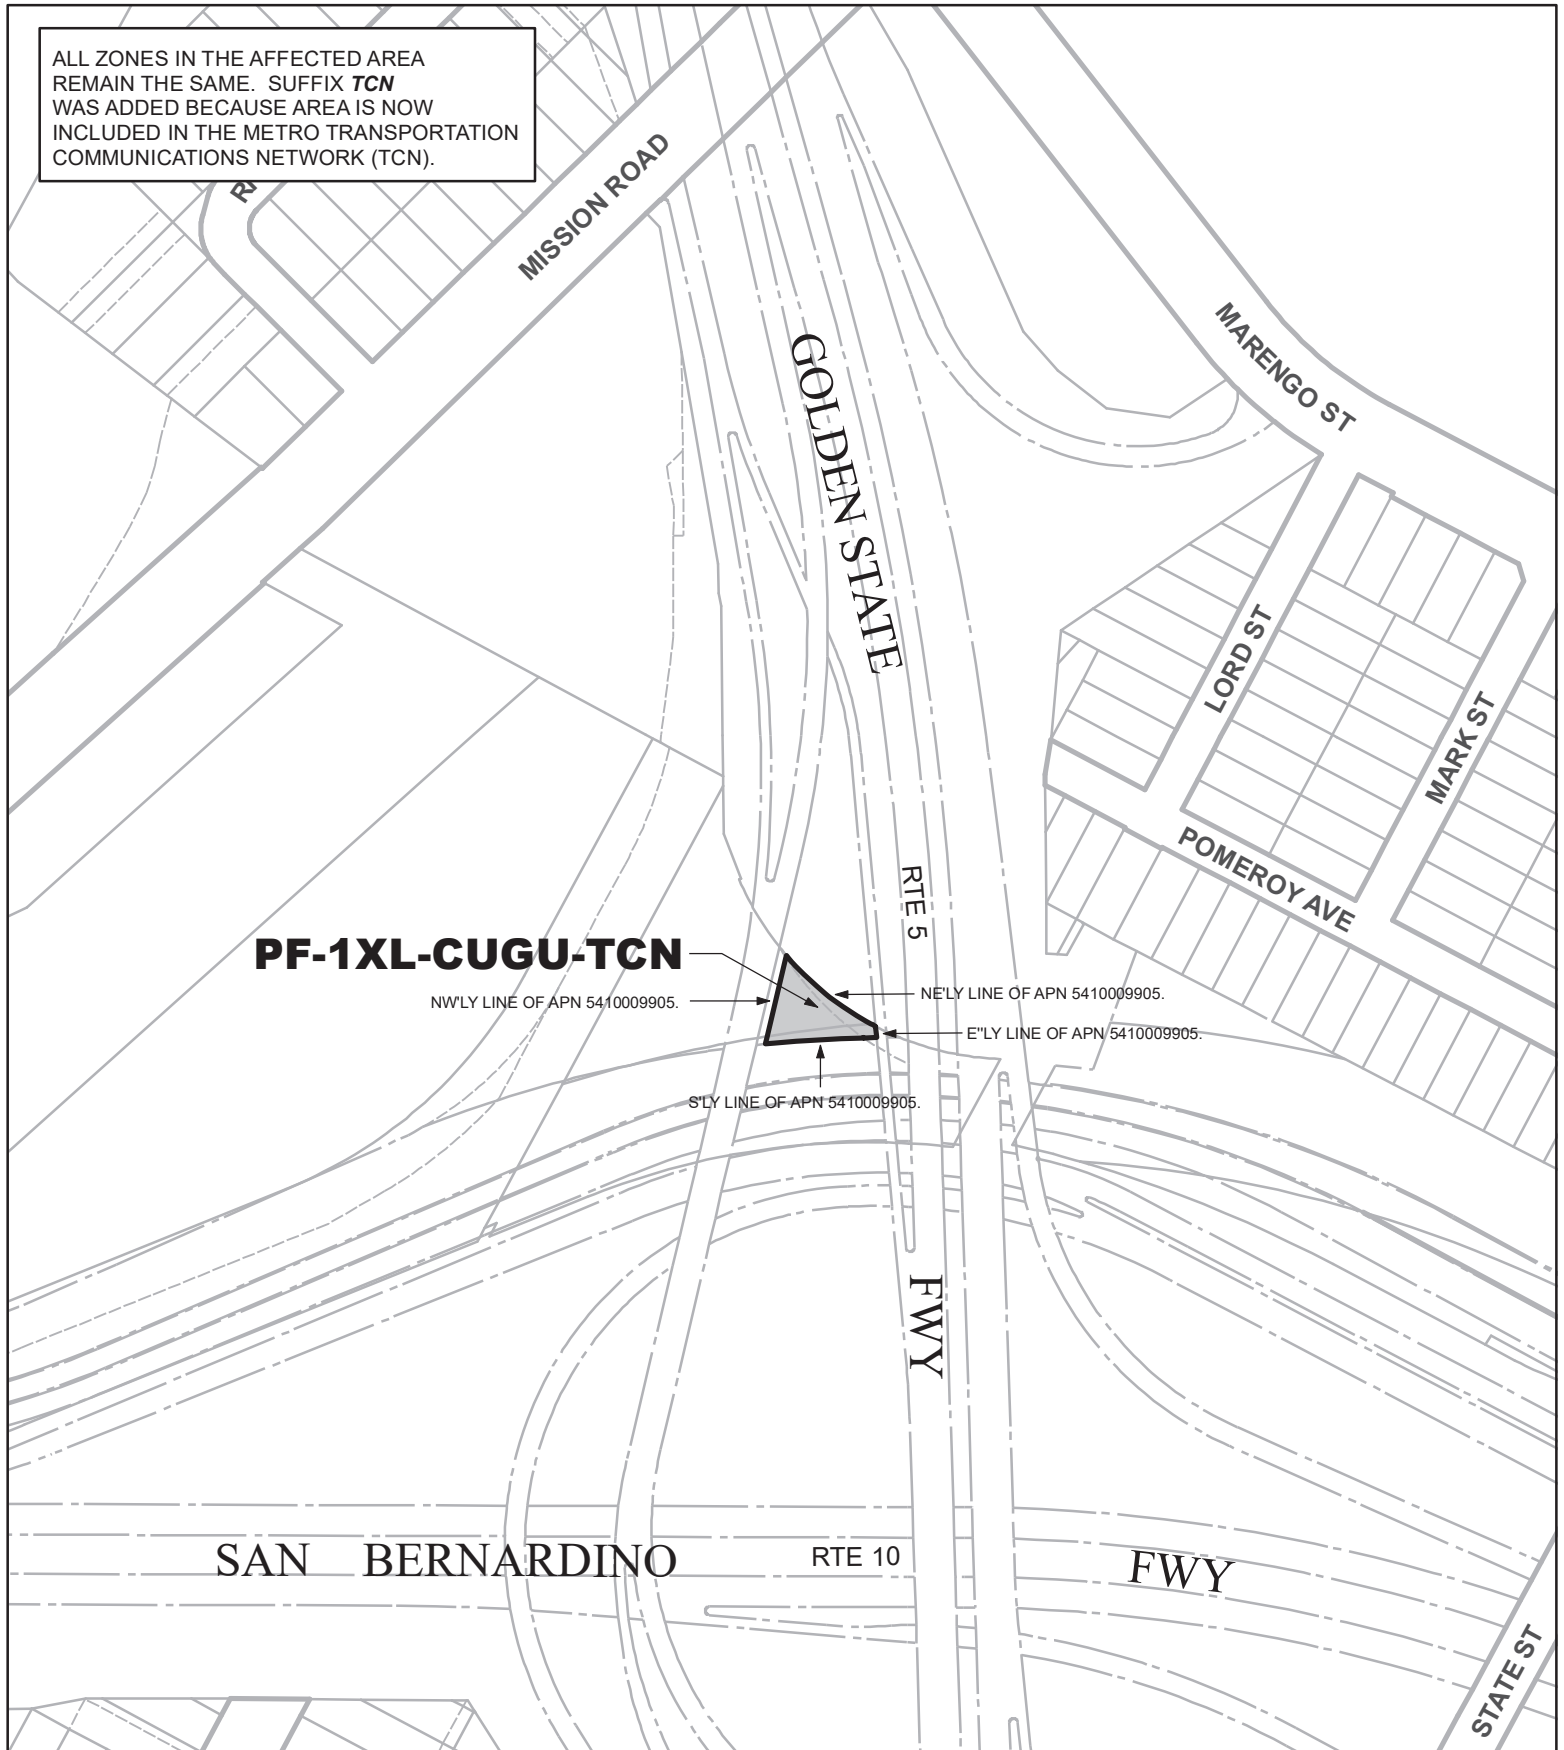 ALL ZONES IN THE AFFECTED AREA
REMAIN THE SAME. SUFFIX TCN
WAS ADDED BECAUSE AREA IS NOW
INCLUDED IN THE METRO TRANSPORTATION
COMMUNICATIONS NETWORK (TCN).
MISSION ROAD
MARENGO ST
GOLDEN STATE
LORD ST
MARK ST
POMEROY AVE
RTE 5
PF-1XL-CUGU-TCN
NW'LY LINE OF APN 5410009905.
NE'LY LINE OF APN 5410009905.
E''LY LINE OF APN 5410009905.
S'LY LINE OF APN 5410009905.
FWY
SAN BERNARDINO
RTE 10
FWY
STATE ST